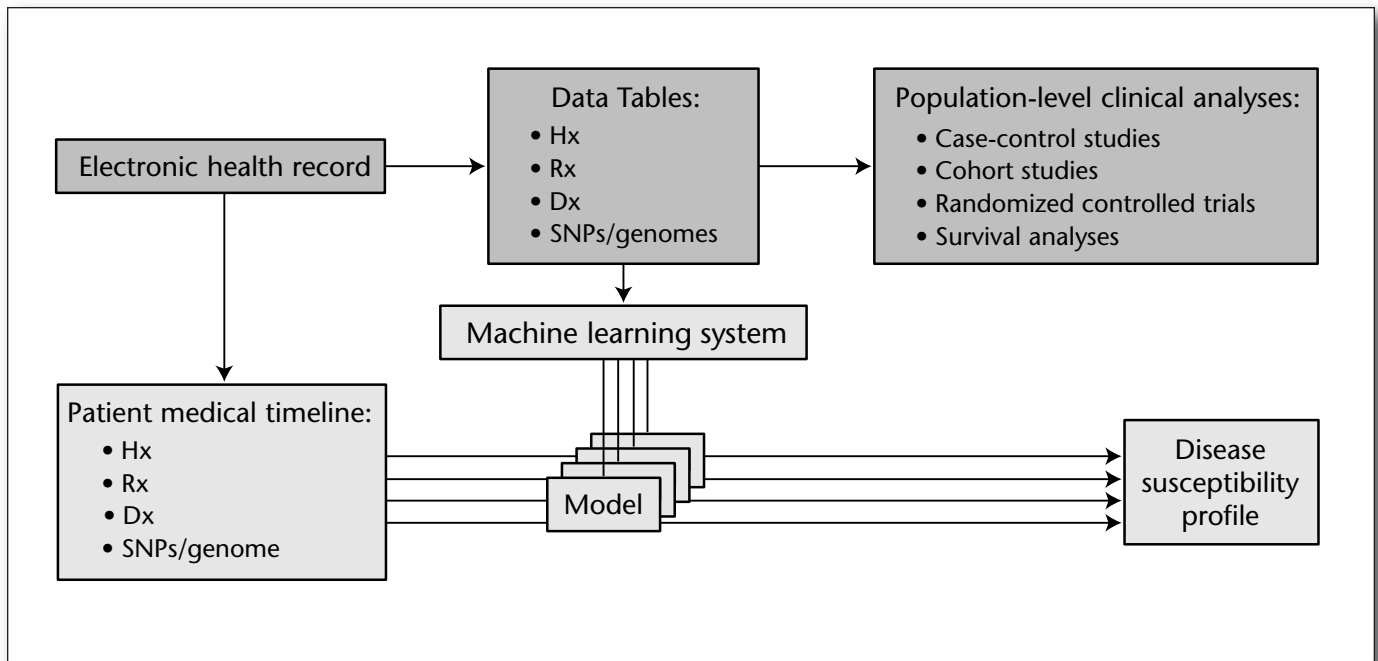 Electronic health record
Data Tables:
• Hx
• Rx
• Dx
• SNPs/genomes
Population-level clinical analyses:
• Case-control studies
• Cohort studies
• Randomized controlled trials
• Survival analyses
Machine learning system
Patient medical timeline:
• Hx
• Rx
• Dx
• SNPs/genome
Model
Disease
susceptibility
profile